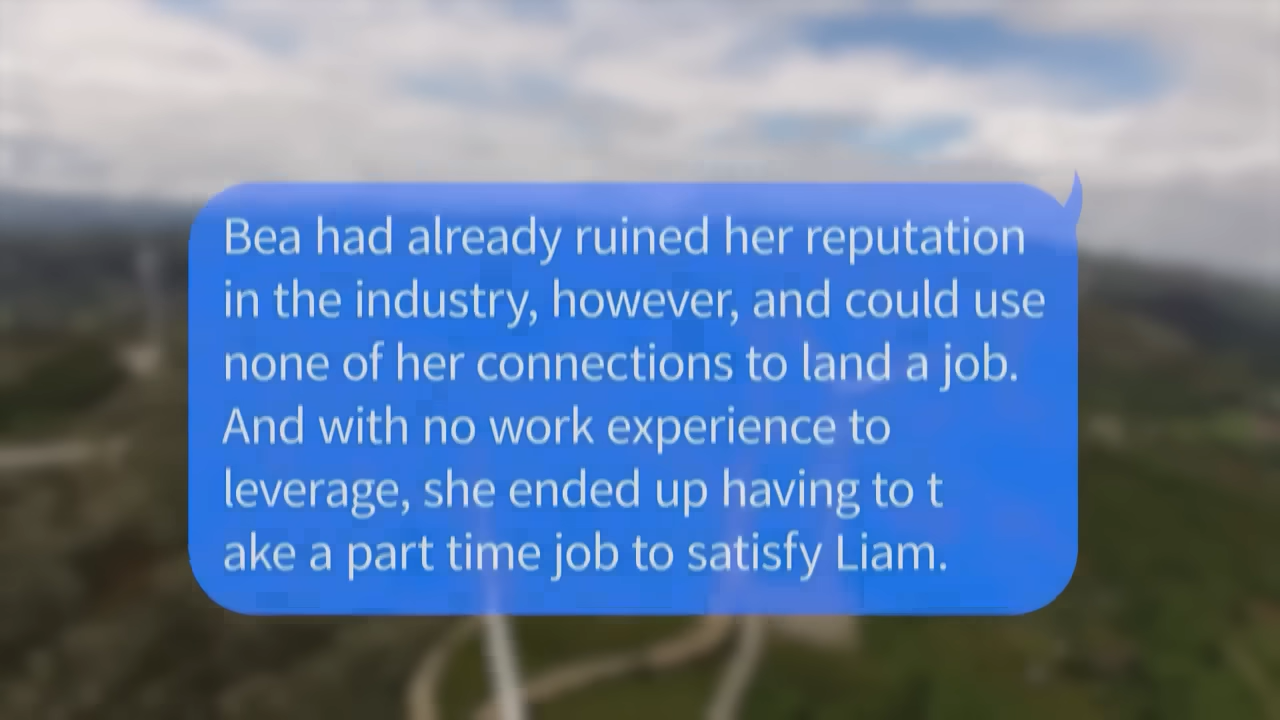 Bea had already ruined her reputation
in the industry, however, and could use
none of her connections to land a job.
And with no work experience to
leverage, she ended up having to t
ake a part time job to satisfy Liam.